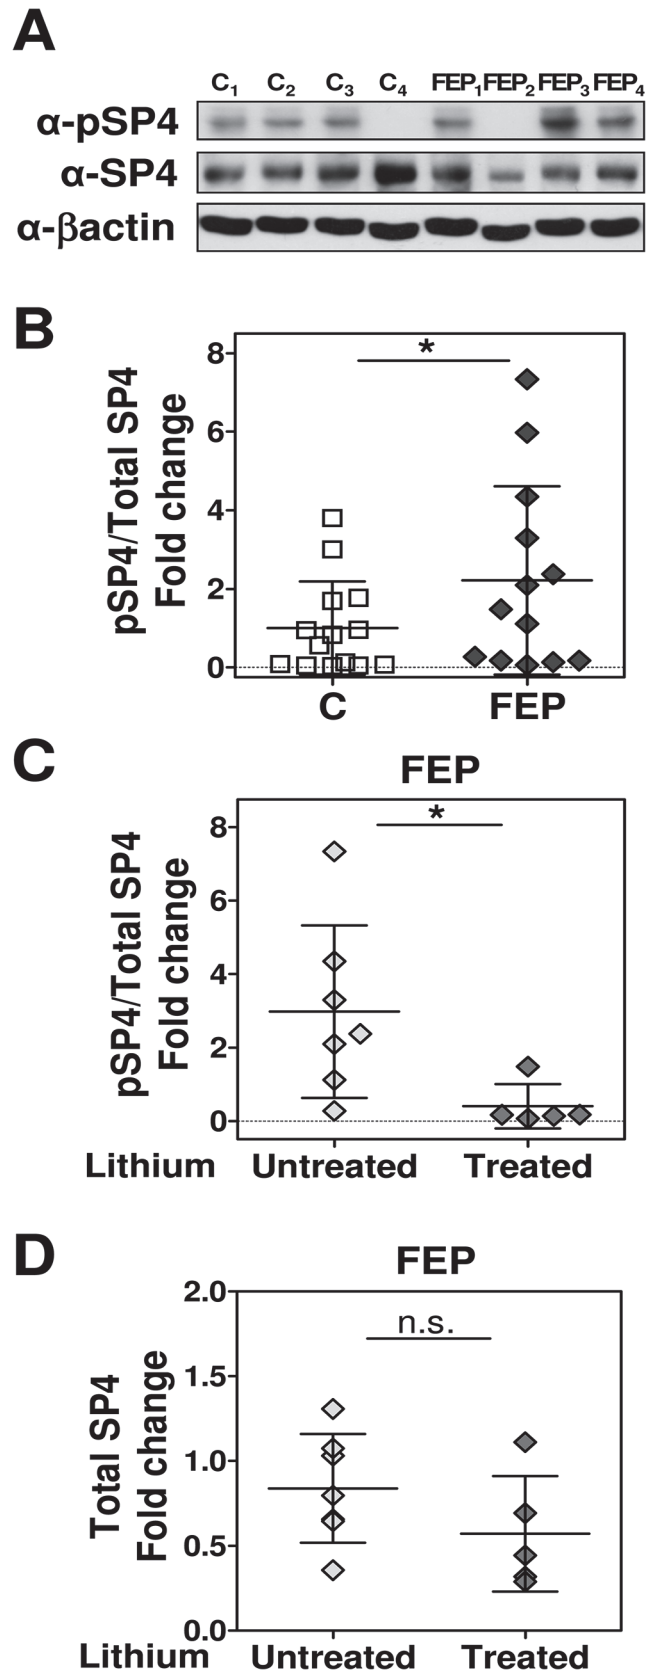 A
C1 C2 C3 C4 FEP1 FEP2 FEP3 FEP4
α-pSP4
α-SP4
α-βactin
B
pSP4/Total SP4
Fold change
8
6
4
2
0
*
C FEP
C
FEP
pSP4/Total SP4
Fold change
8
6
4
2
0
*
Lithium Untreated Treated
D
FEP
Total SP4
Fold change
2.0
1.5
1.0
0.5
0.0
n.s.
Lithium Untreated Treated